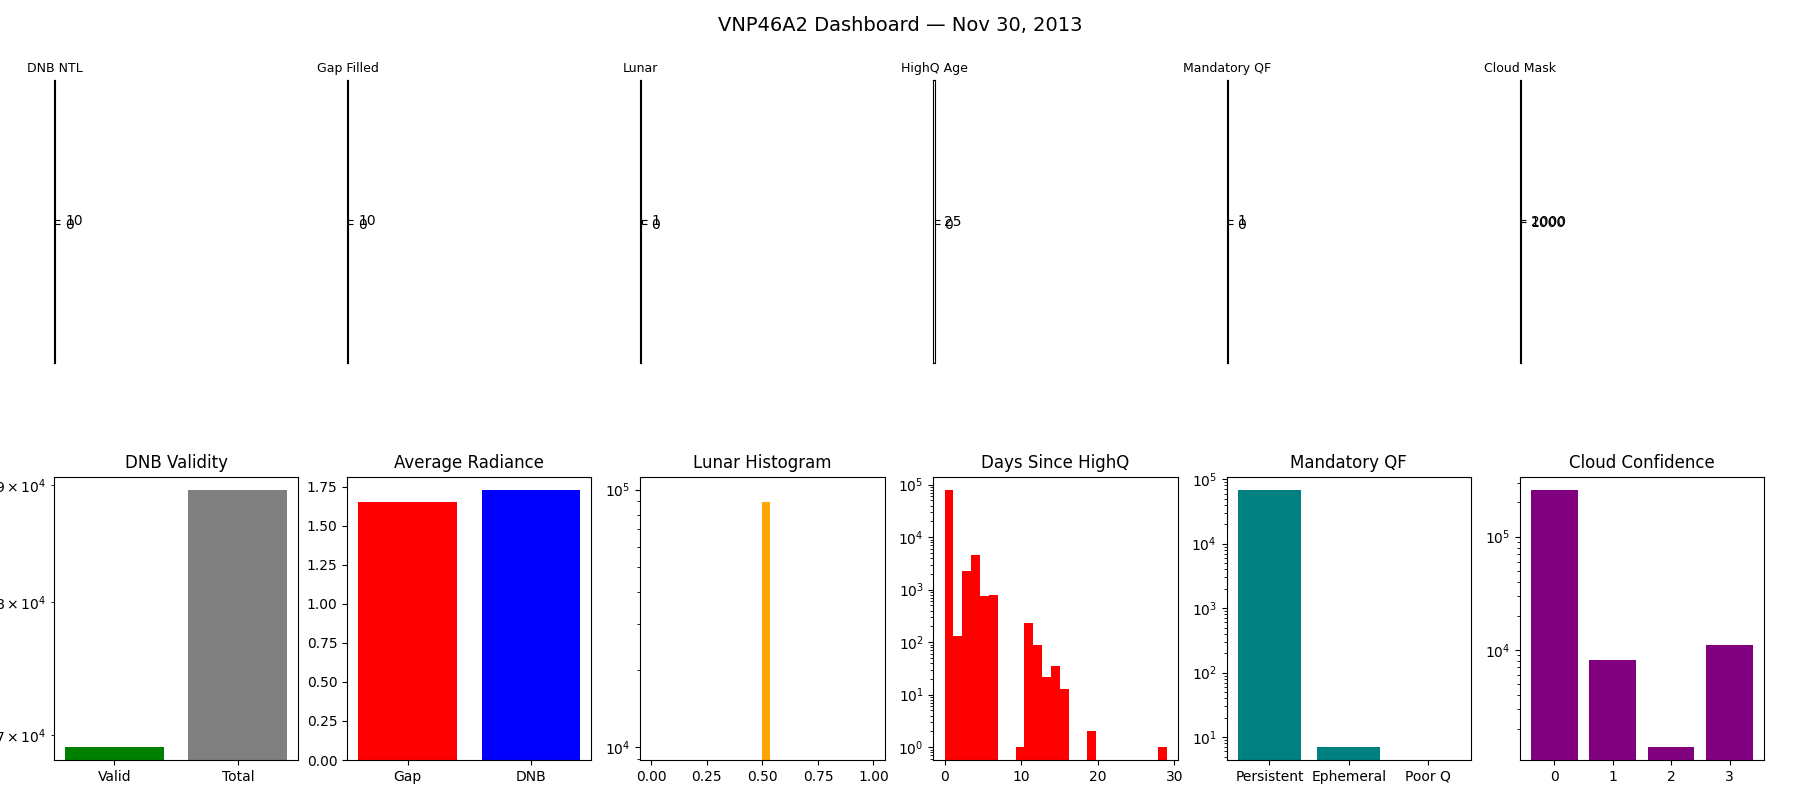 VNP46A2 Dashboard — Nov 30, 2013
DNB NTL
Gap Filled
Lunar
HighQ Age
Mandatory QF
Cloud Mask
10
0
10
0
1
0
25
0
1
0
2000
1000
DNB Validity
Average Radiance
Lunar Histogram
Days Since HighQ
Mandatory QF
Cloud Confidence
9 × 10⁴
8 × 10⁴
7 × 10⁴
Valid
Total
1.75
1.50
1.25
1.00
0.75
0.50
0.25
0.00
Gap
DNB
10⁵
10⁴
0.00
0.25
0.50
0.75
1.00
10⁵
10⁴
10³
10²
10¹
10⁰
0
10
20
30
10⁵
10⁴
10³
10²
10¹
Persistent
Ephemeral
Poor Q
10⁵
10⁴
0
1
2
3